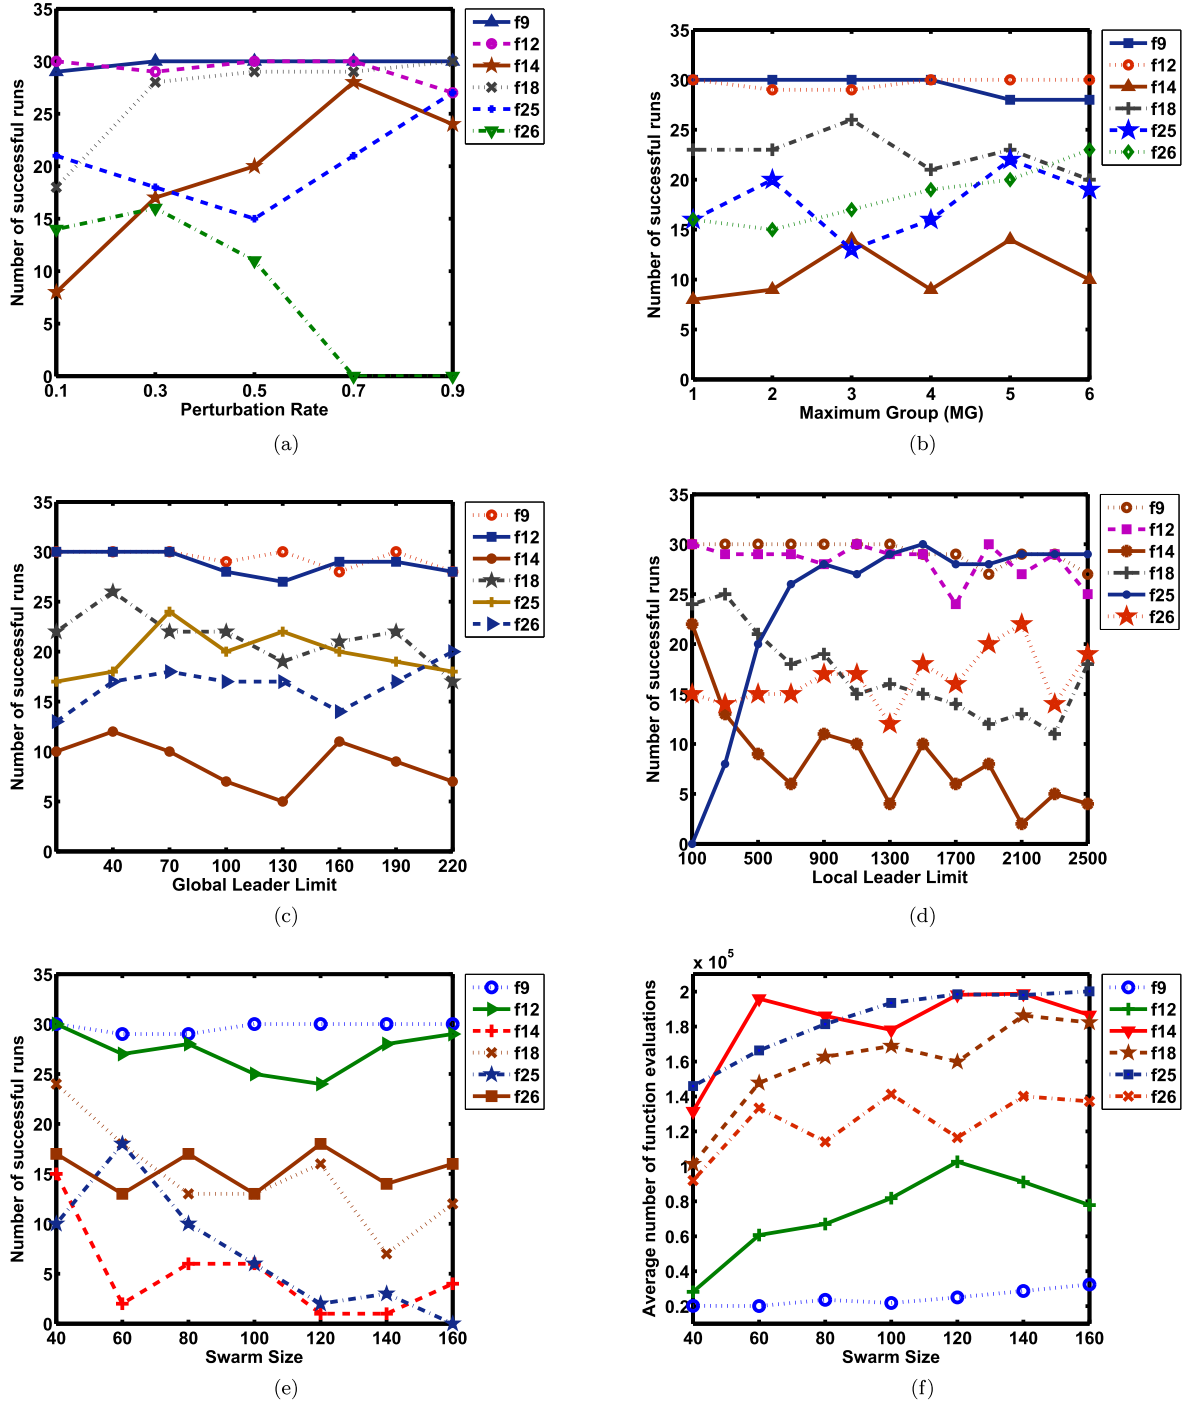 35
30
25
20
15
10
5
0
Number of successful runs
0.1 0.3 0.5 0.7 0.9
Perturbation Rate
f9
f12
f14
f18
f25
f26
(a)
35
30
25
20
15
10
5
0
Number of successful runs
1 2 3 4 5 6
Maximum Group (MG)
f9
f12
f14
f18
f25
f26
(b)
35
30
25
20
15
10
5
0
Number of successful runs
40 70 100 130 160 190 220
Global Leader Limit
f9
f12
f14
f18
f25
f26
(c)
35
30
25
20
15
10
5
0
Number of successful runs
100 500 900 1300 1700 2100 2500
Local Leader Limit
f9
f12
f14
f18
f25
f26
(d)
35
30
25
20
15
10
5
0
Number of successful runs
40 60 80 100 120 140 160
Swarm Size
f9
f12
f14
f18
f25
f26
(e)
x 10^5
2
1.8
1.6
1.4
1.2
1
0.8
0.6
0.4
0.2
Average number of function evaluations
40 60 80 100 120 140 160
Swarm Size
f9
f12
f14
f18
f25
f26
(f)